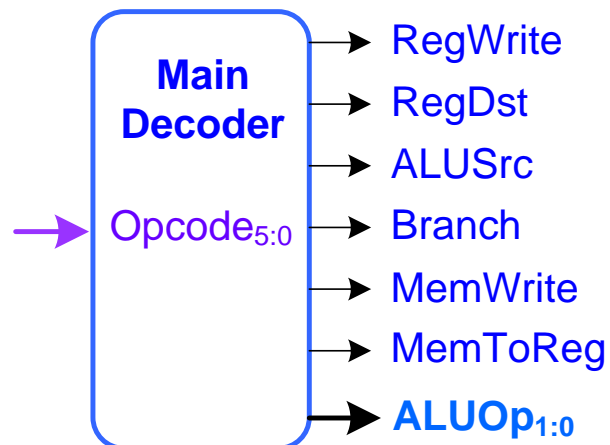 Main
Decoder
Opcode5:0
RegWrite
RegDst
ALUSrc
Branch
MemWrite
MemToReg
ALUOp1:0